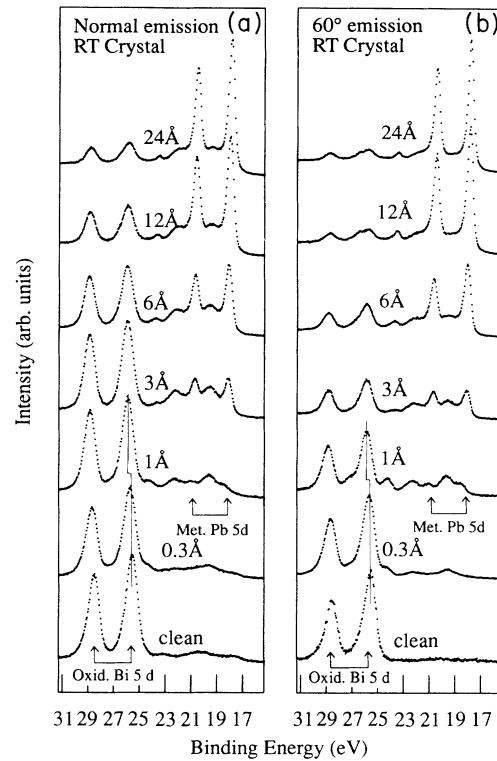 Normal emission (a)
RT Crystal
24Å
12Å
6Å
3Å
1Å
Met. Pb 5d
0.3Å
clean
Oxid. Bi 5 d
31 29 27 25 23 21 19 17
60° emission (b)
RT Crystal
24Å
12Å
6Å
3Å
1Å
Met. Pb 5d
0.3Å
clean
Oxid. Bi 5 d
31 29 27 25 23 21 19 17
Intensity (arb. units)
Binding Energy (eV)